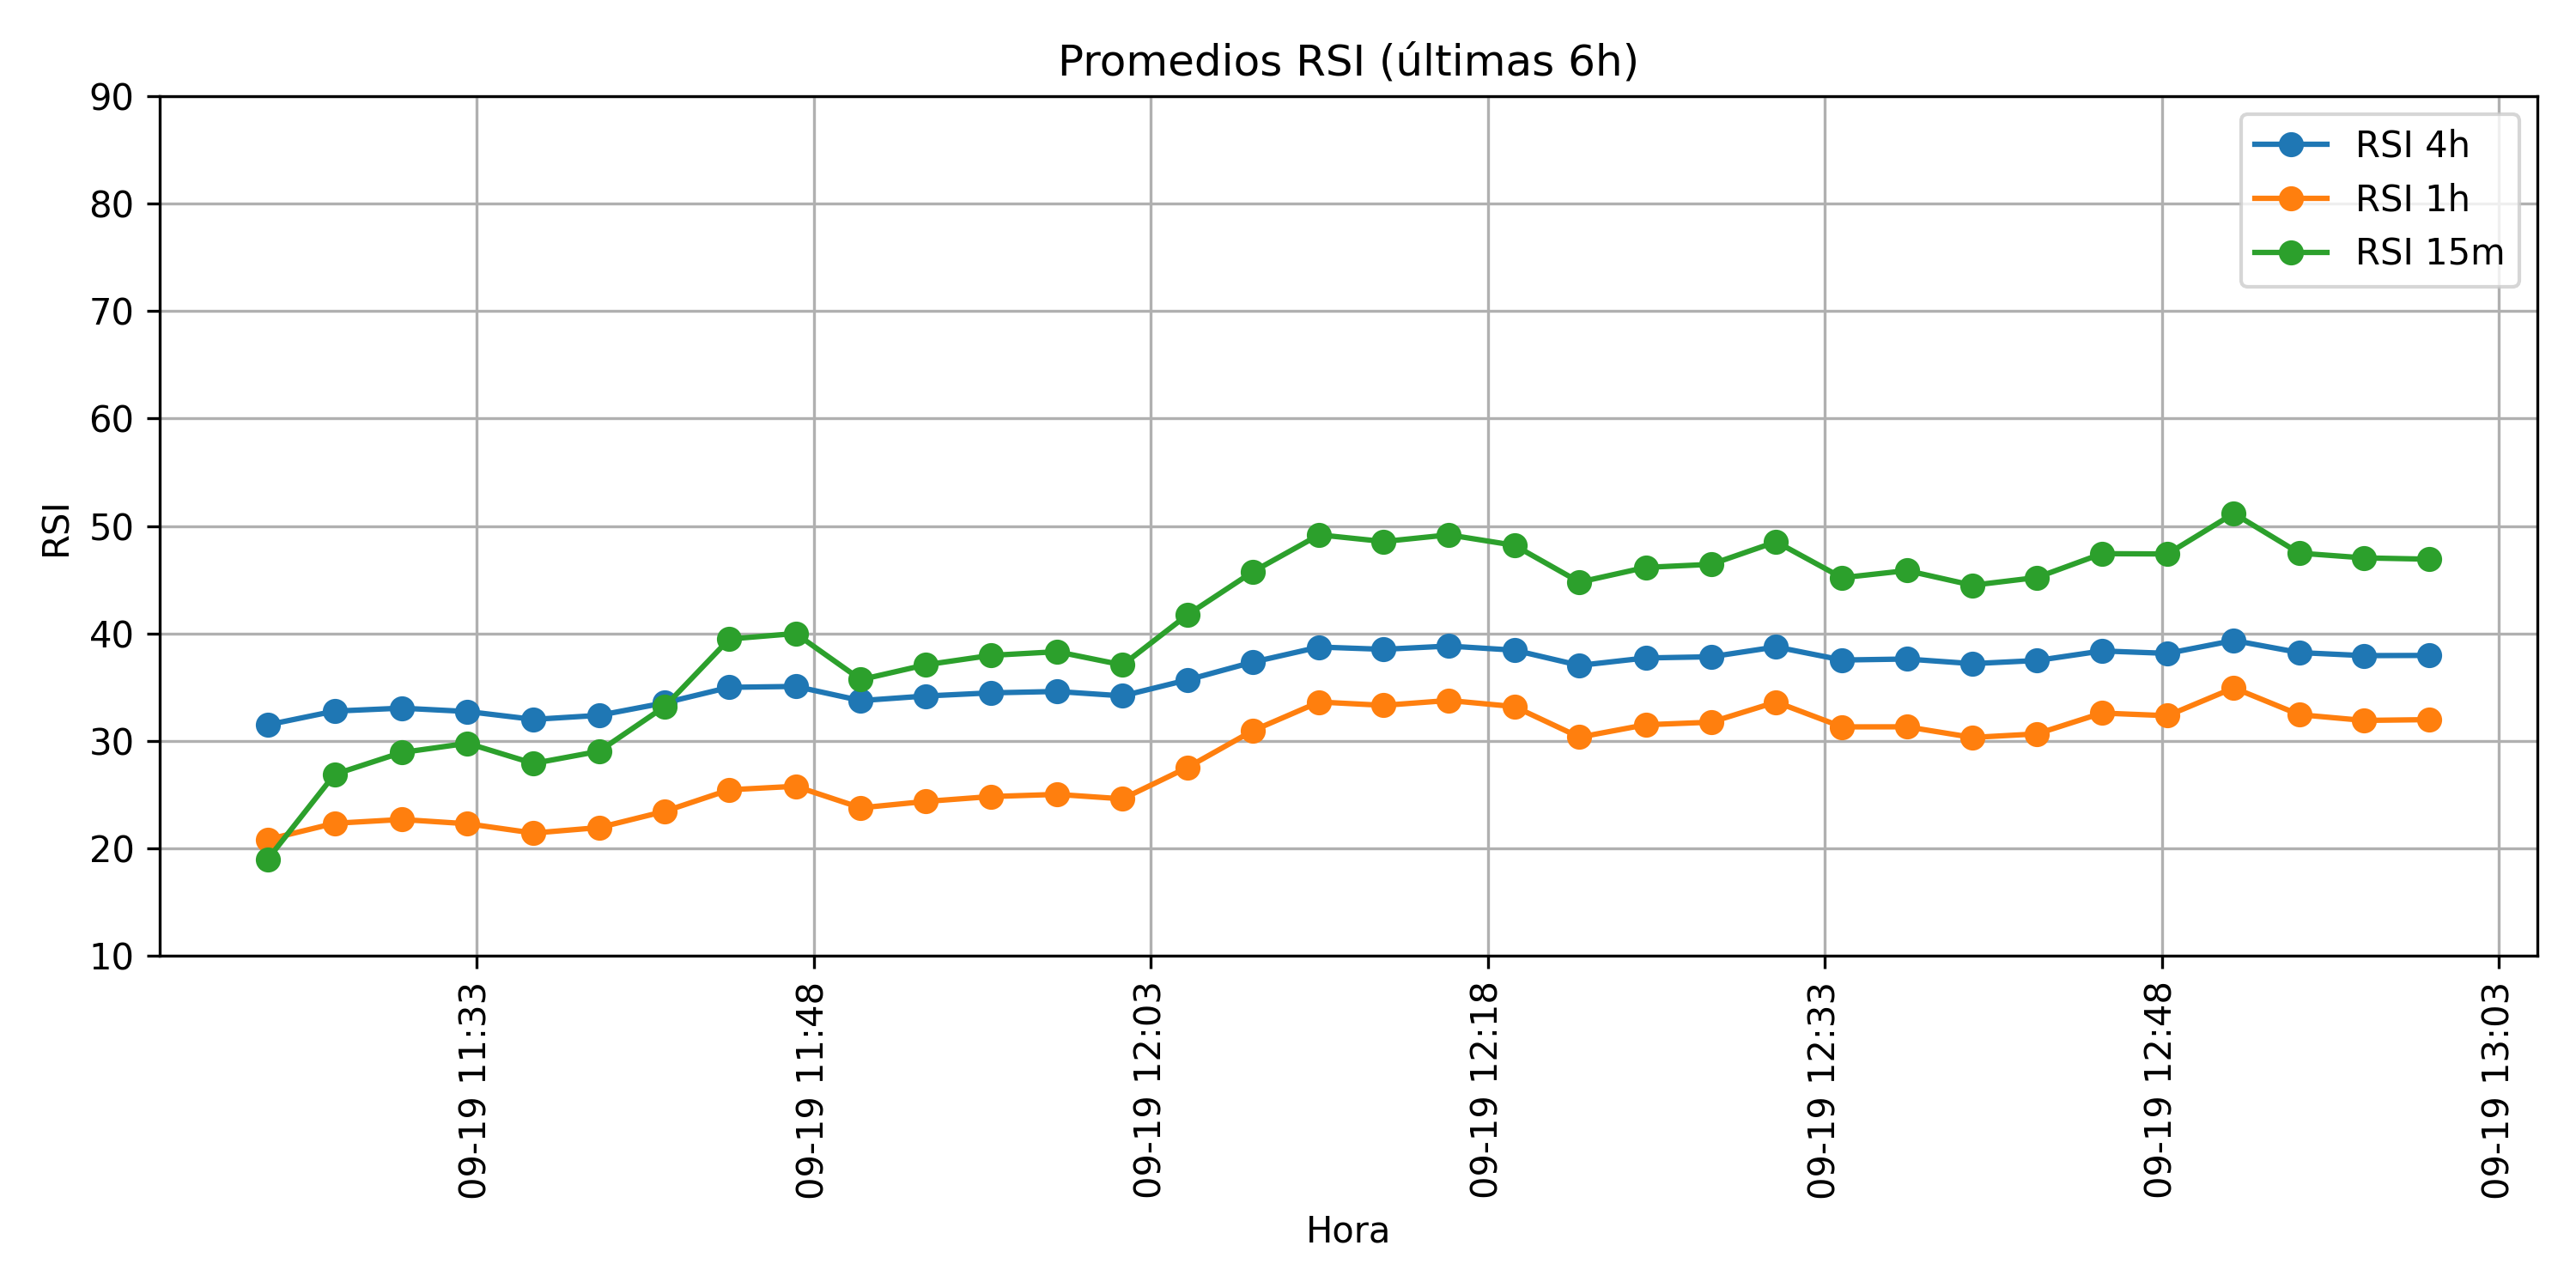 Promedios RSI (últimas 6h)
RSI 4h
RSI 1h
RSI 15m
RSI
90
80
70
60
50
40
30
20
10
09-19 11:33
09-19 11:48
09-19 12:03
09-19 12:18
09-19 12:33
09-19 12:48
09-19 13:03
Hora